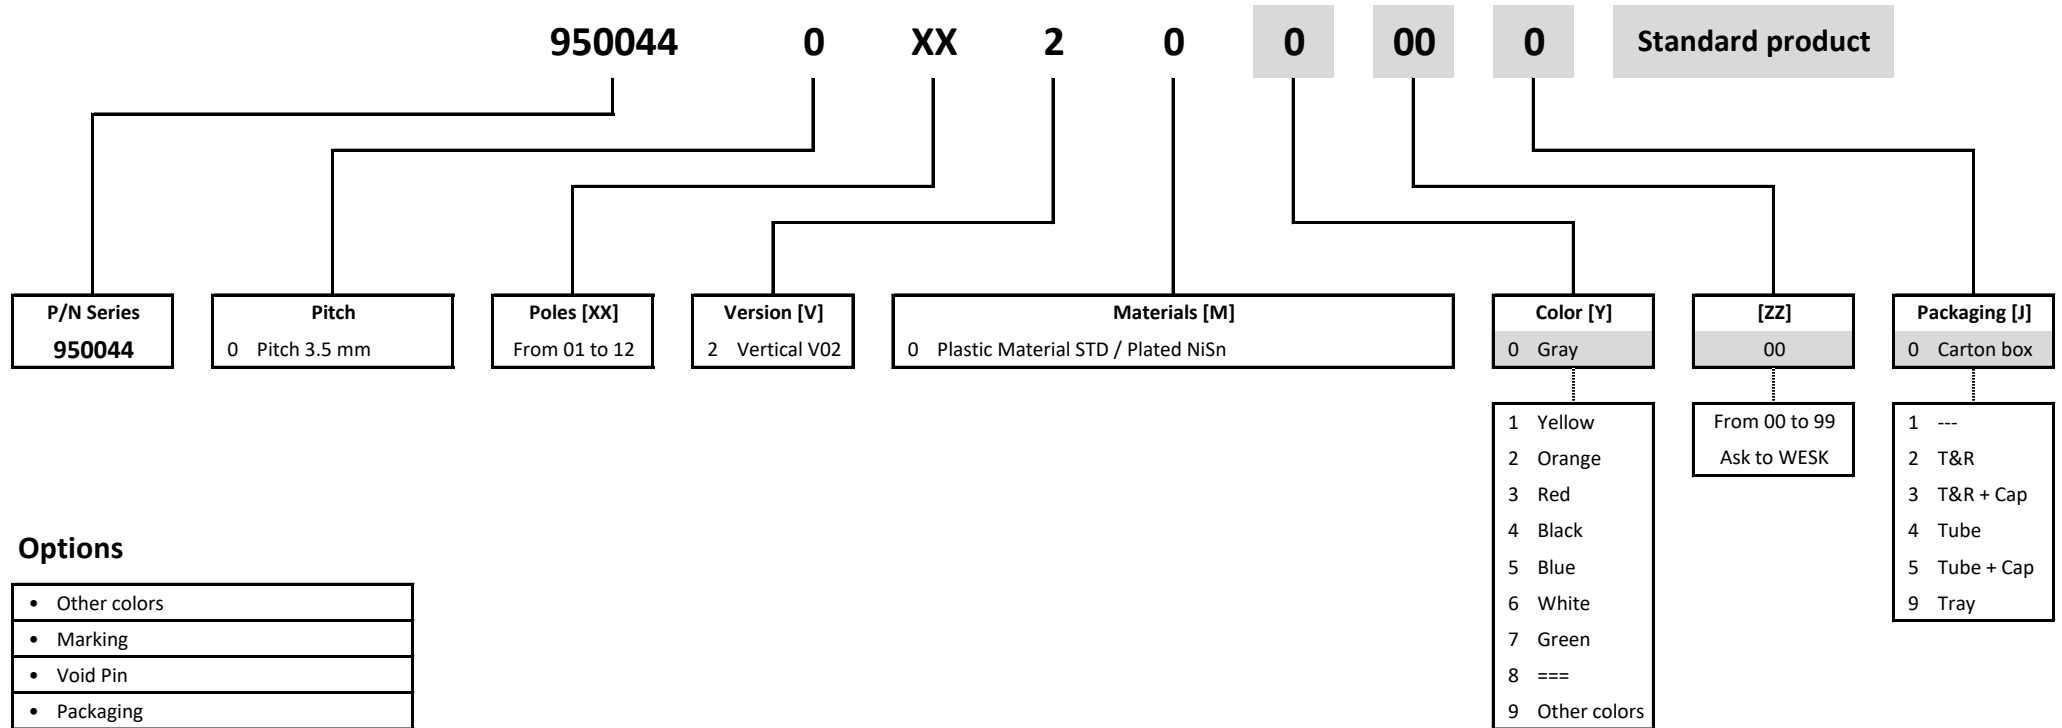 950044 0 XX 2 0 0 00 0 Standard product
P/N Series Pitch Poles [XX] Version [V] Materials [M] Color [Y] [ZZ] Packaging [J]
950044 0 Pitch 3.5 mm From 01 to 12 2 Vertical V02 0 Plastic Material STD / Plated NiSn 0 Gray 00 0 Carton box
1 Yellow From 00 to 99 1 ---
2 Orange Ask to WESK 2 T&R
3 Red 3 T&R + Cap
4 Black 4 Tube
Options
5 Blue 5 Tube + Cap
• Other colors 6 White 9 Tray
• Marking 7 Green
• Void Pin 8 ===
• Packaging 9 Other colors